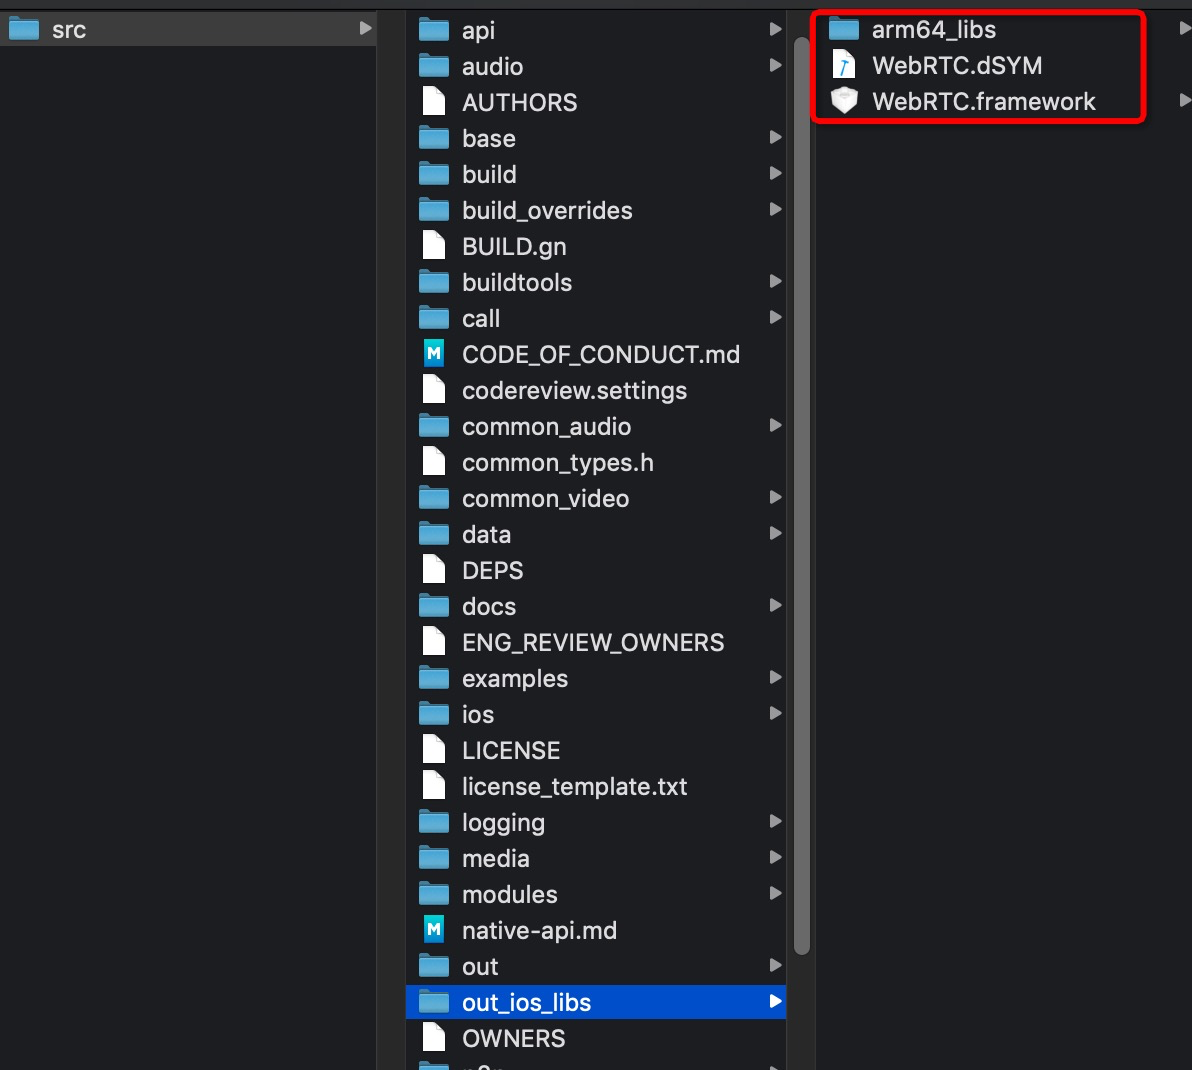 src
api
audio
AUTHORS
base
build
build_overrides
BUILD.gn
buildtools
call
CODE_OF_CONDUCT.md
codereview.settings
common_audio
common_types.h
common_video
data
DEPS
docs
ENG_REVIEW_OWNERS
examples
ios
LICENSE
license_template.txt
logging
media
modules
native-api.md
out
out_ios_libs
OWNERS
arm64_libs
WebRTC.dSYM
WebRTC.framework